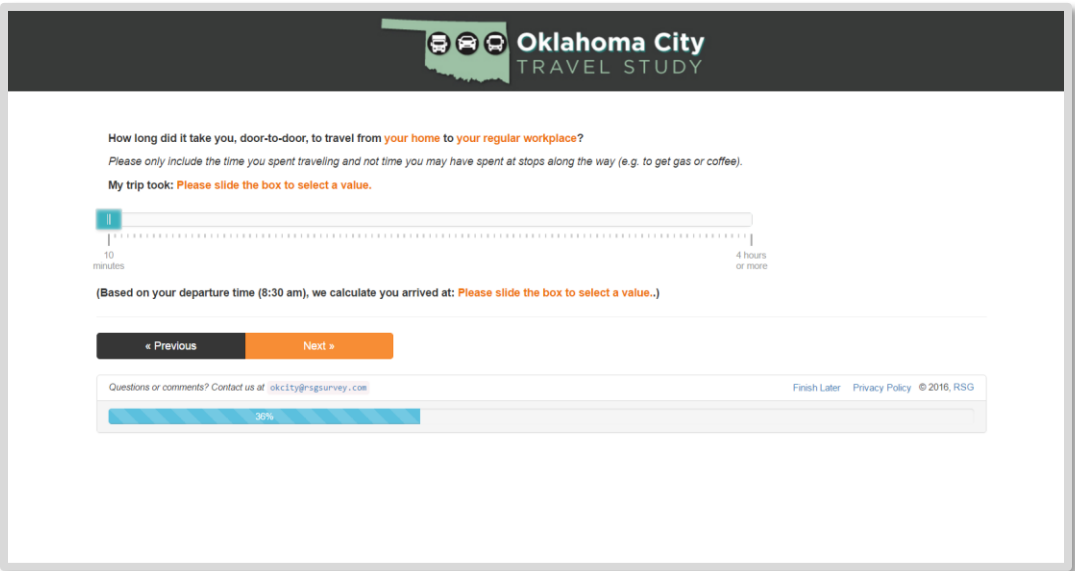 Oklahoma City
TRAVEL STUDY
How long did it take you, door-to-door, to travel from your home to your regular workplace?
Please only include the time you spent traveling and not time you may have spent at stops along the way (e.g. to get gas or coffee).
My trip took: Please slide the box to select a value.
10
minutes
4 hours
or more
(Based on your departure time (8:30 am), we calculate you arrived at: Please slide the box to select a value..)
« Previous
Next »
Questions or comments? Contact us at okcity@rsgsurvey.com
Finish Later Privacy Policy © 2016, RSG
36%